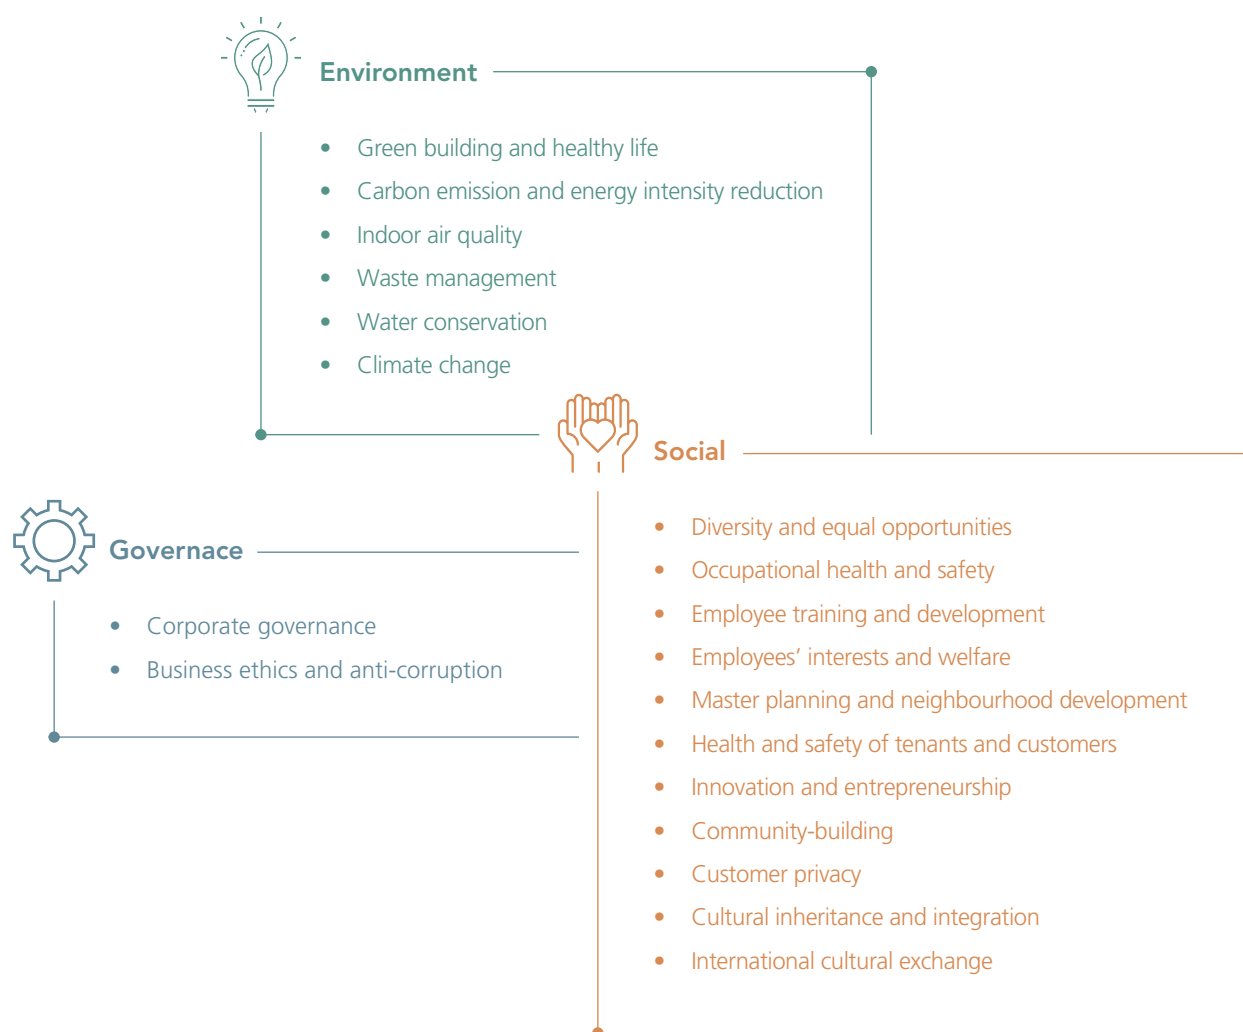 Environment
• Green building and healthy life
• Carbon emission and energy intensity reduction
• Indoor air quality
• Waste management
• Water conservation
• Climate change
Social
• Diversity and equal opportunities
• Occupational health and safety
• Employee training and development
• Employees’ interests and welfare
• Master planning and neighbourhood development
• Health and safety of tenants and customers
• Innovation and entrepreneurship
• Community-building
• Customer privacy
• Cultural inheritance and integration
• International cultural exchange
Governace
• Corporate governance
• Business ethics and anti-corruption